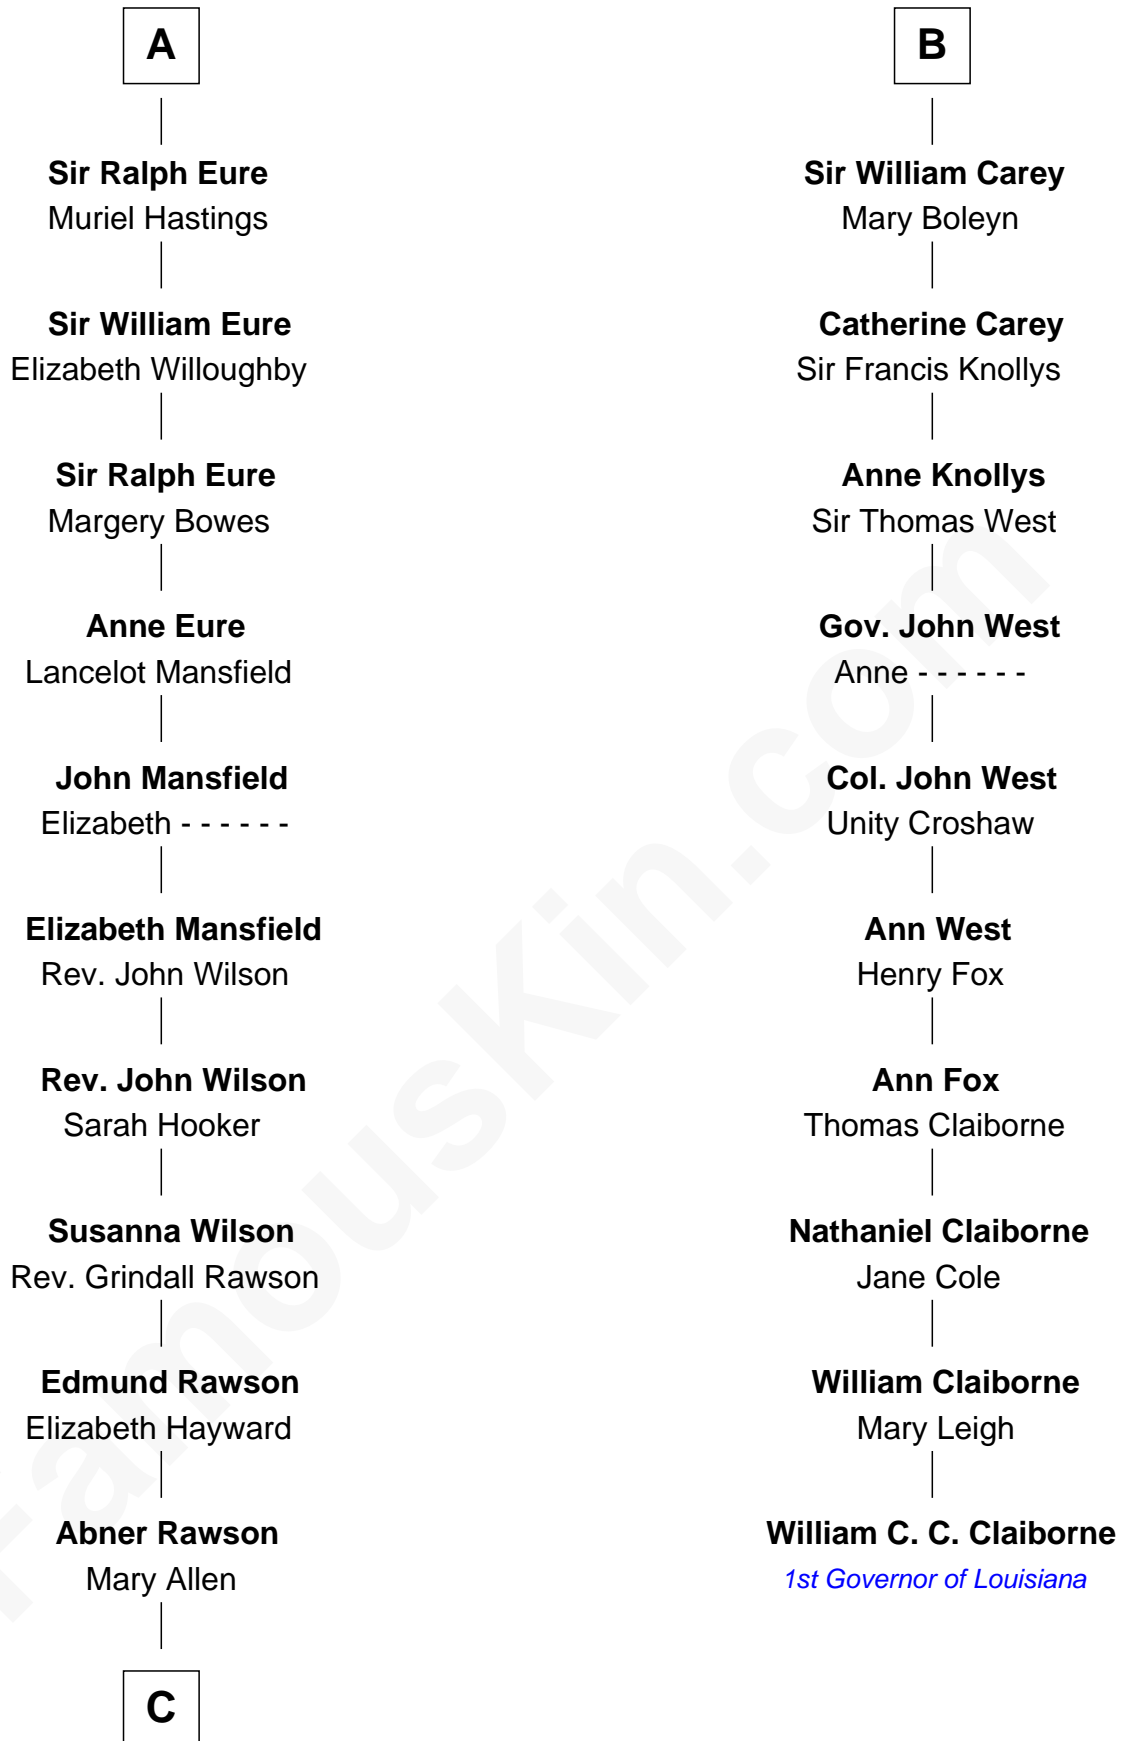 A
Sir Ralph Eure
Muriel Hastings
Sir William Eure
Elizabeth Willoughby
Sir Ralph Eure
Margery Bowes
Anne Eure
Lancelot Mansfield
John Mansfield
Elizabeth - - - - - -
Elizabeth Mansfield
Rev. John Wilson
Rev. John Wilson
Sarah Hooker
Susanna Wilson
Rev. Grindall Rawson
Edmund Rawson
Elizabeth Hayward
Abner Rawson
Mary Allen
C
B
Sir William Carey
Mary Boleyn
Catherine Carey
Sir Francis Knollys
Anne Knollys
Sir Thomas West
Gov. John West
Anne - - - - - -
Col. John West
Unity Croshaw
Ann West
Henry Fox
Ann Fox
Thomas Claiborne
Nathaniel Claiborne
Jane Cole
William Claiborne
Mary Leigh
William C. C. Claiborne
1st Governor of Louisiana
FamousKin.com